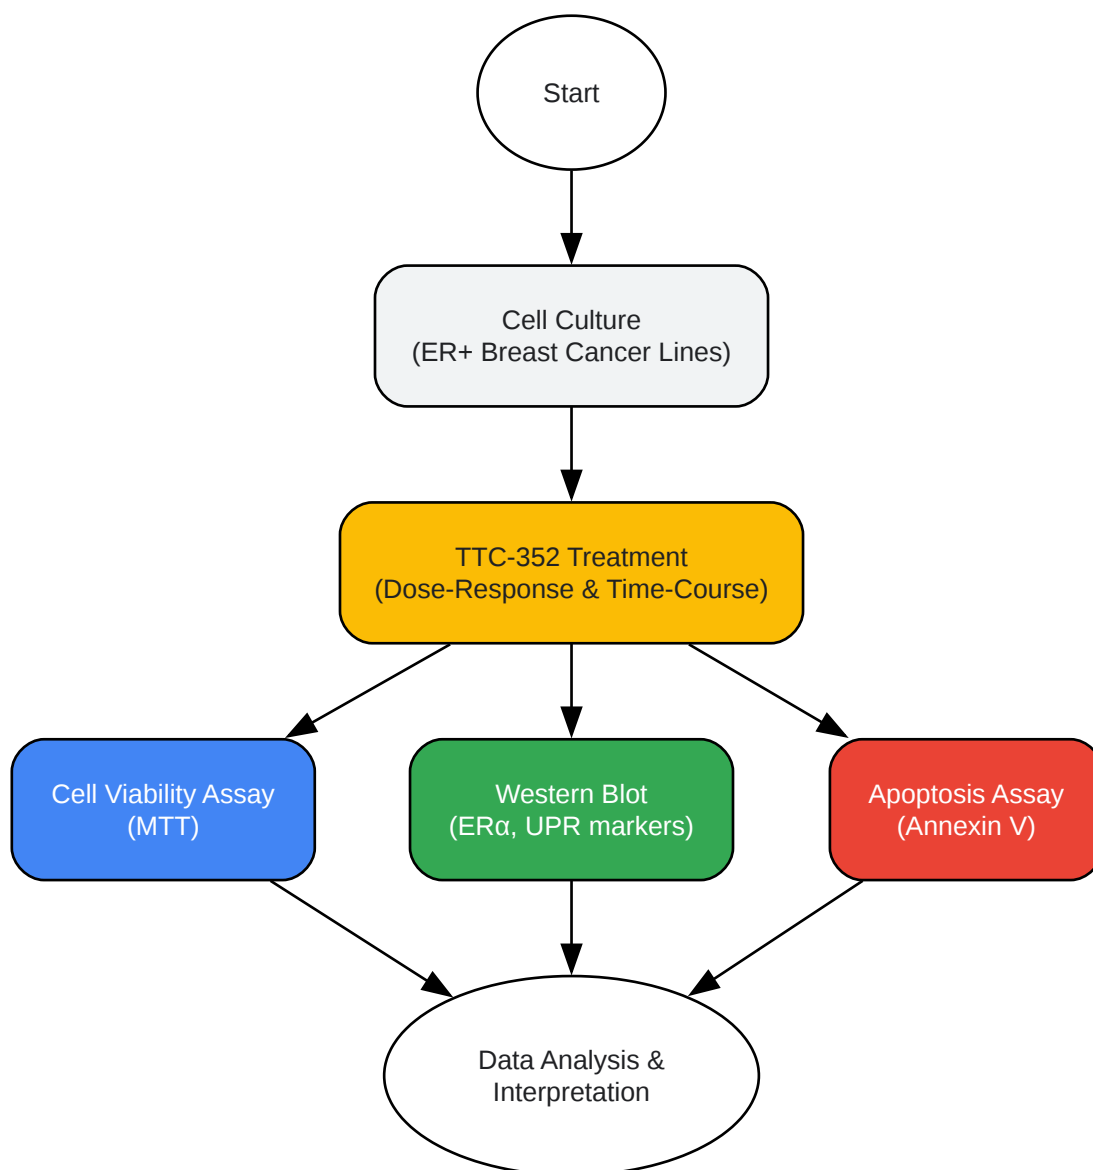 Start
Cell Culture
(ER+ Breast Cancer Lines)
TTC-352 Treatment
(Dose-Response & Time-Course)
Cell Viability Assay
(MTT)
Western Blot
(ERα, UPR markers)
Apoptosis Assay
(Annexin V)
Data Analysis &
Interpretation